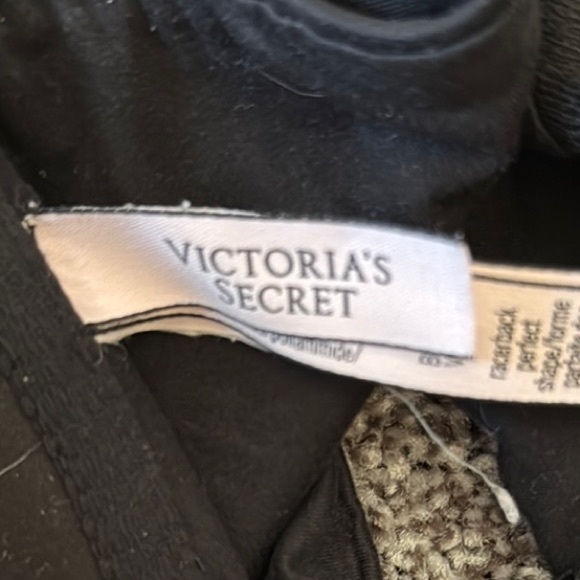 VICTORIA'S
SECRET
racerback
perfect
shape/forme